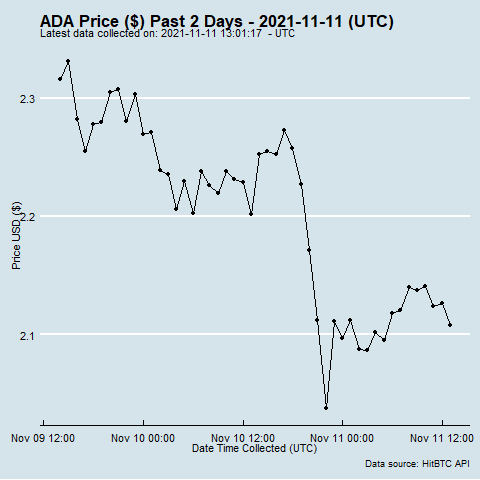 ADA Price ($) Past 2 Days - 2021-11-11 (UTC)
Latest data collected on: 2021-11-11 13:01:17  - UTC
2.3
2.2
2.1
Price USD ($)
Nov 09 12:00
Nov 10 00:00
Nov 10 12:00
Nov 11 00:00
Nov 11 12:00
Date Time Collected (UTC)
Data source: HitBTC API